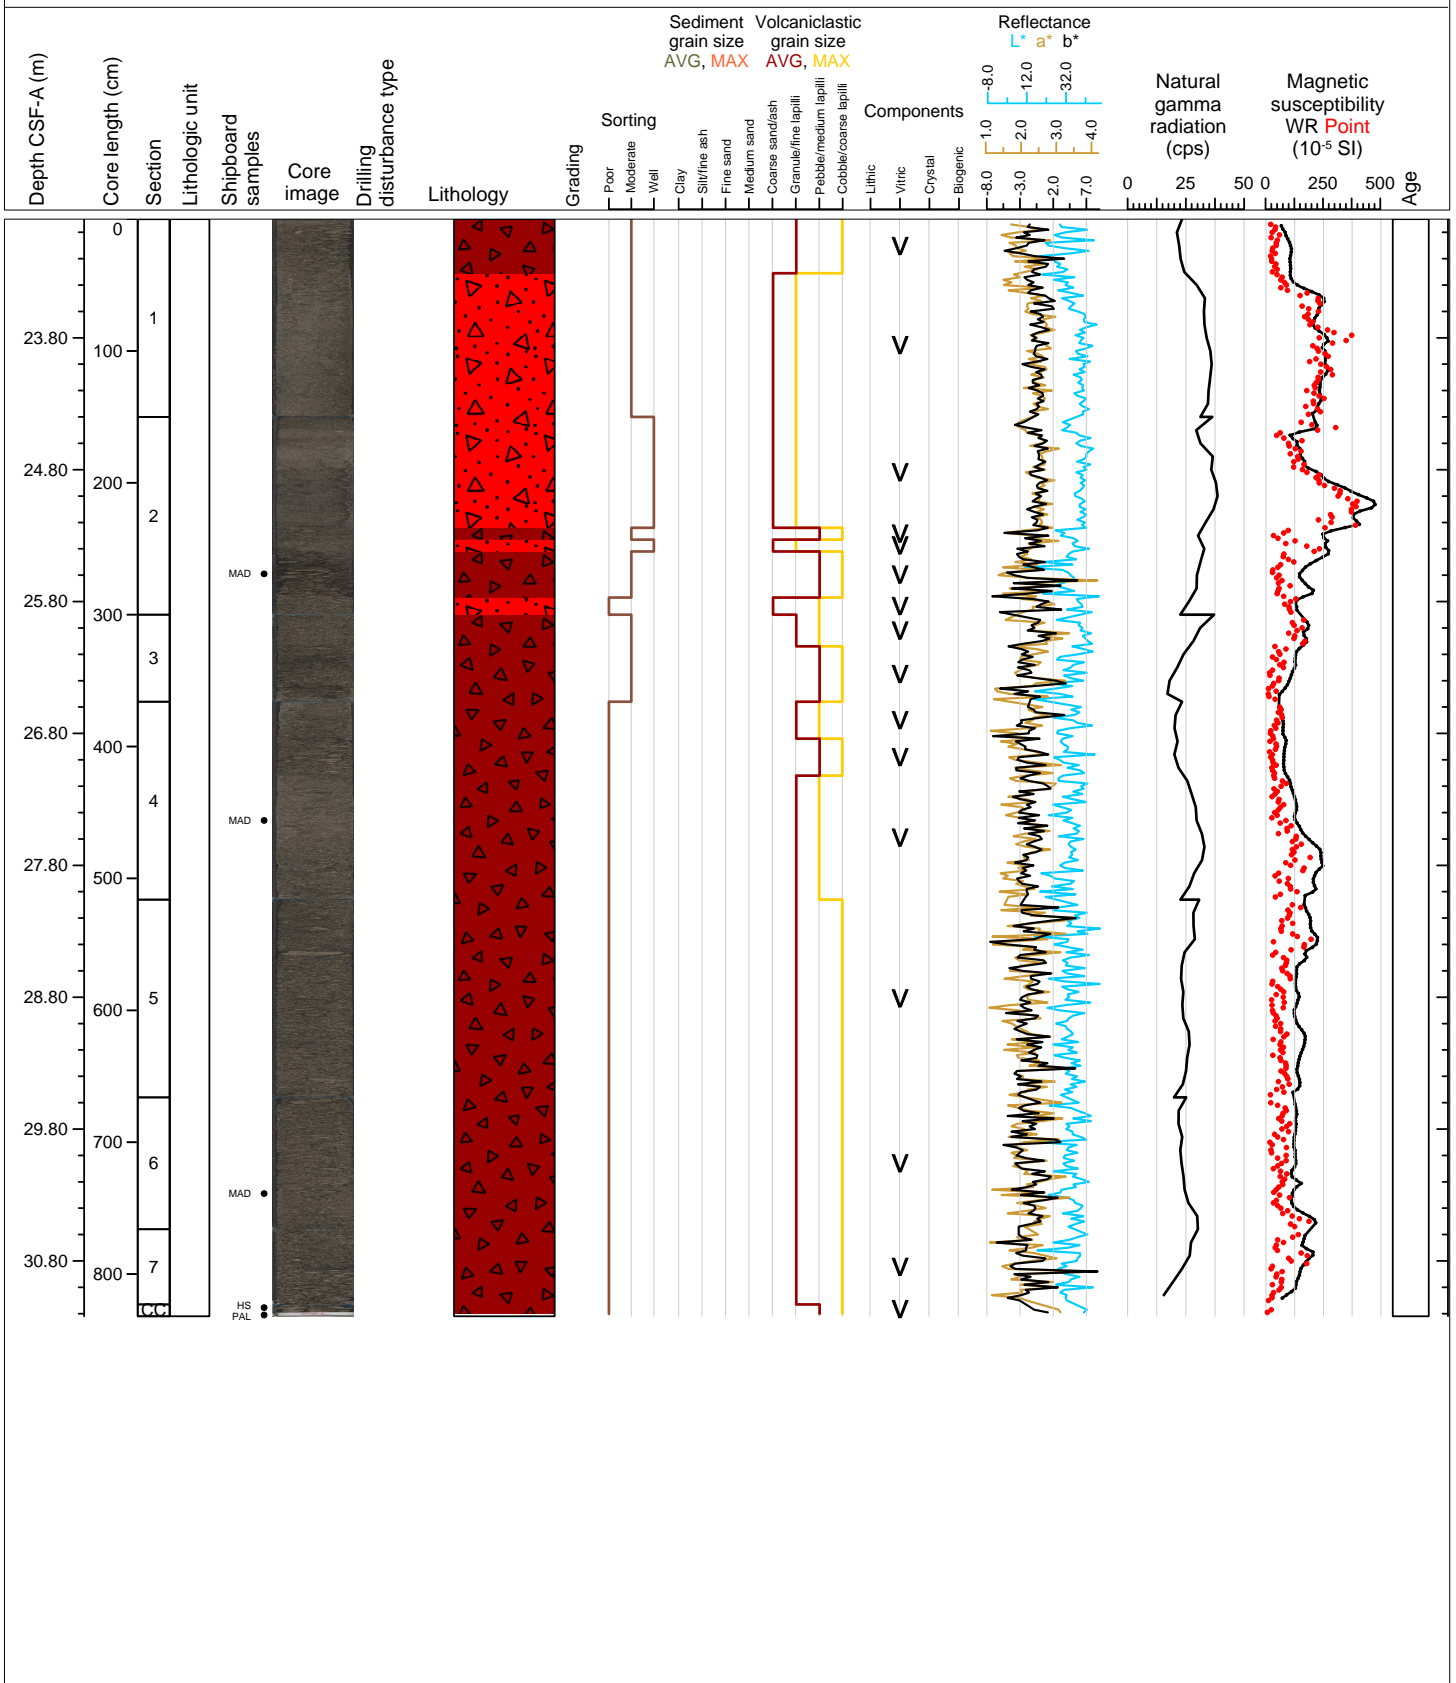 Depth CSF-A (m)
Core length (cm)
Section
Lithologic unit
Shipboard
samples
Core
image
Drilling
disturbance type
Lithology
Grading
Sorting
Poor
Moderate
Well
Sediment
grain size
AVG, MAX
Volcaniclastic
grain size
AVG, MAX
Clay
Silt/fine ash
Fine sand
Medium sand
Coarse sand/ash
Granule/fine lapilli
Pebble/medium lapilli
Cobble/coarse lapilli
Components
Lithic
Vitric
Crystal
Biogenic
Reflectance
L* a* b*
-8.0 12.0 32.0
1.0 2.0 3.0 4.0
-8.0 -3.0 2.0 7.0
Natural
gamma
radiation
(cps)
0 25 50
Magnetic
susceptibility
WR Point
(10-5 SI)
0 250 500
Age
0
1
V
23.80
100
V
24.80
200
V
2
V
V
MAD
V
25.80
300
V
V
3
V
V
26.80
400
V
4
MAD
V
27.80
500
28.80
600
5
V
29.80
700
6
V
MAD
30.80
800
7
V
CC
HS
PAL
V